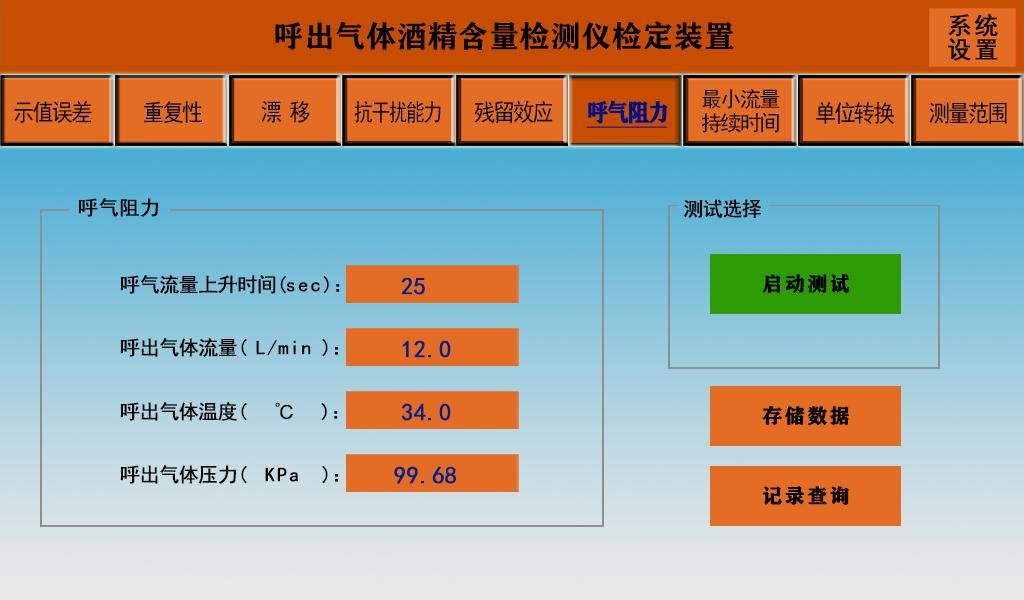 呼出气体酒精含量检测仪检定装置
系统
设置
示值误差
重复性
漂 移
抗干扰能力
残留效应
呼气阻力
最小流量
持续时间
单位转换
测量范围
呼气阻力
测试选择
呼气流量上升时间(sec): 25
启动测试
呼出气体流量( L/min ): 12.0
呼出气体温度( ℃ ): 34.0
存储数据
呼出气体压力( KPa ): 99.68
记录查询